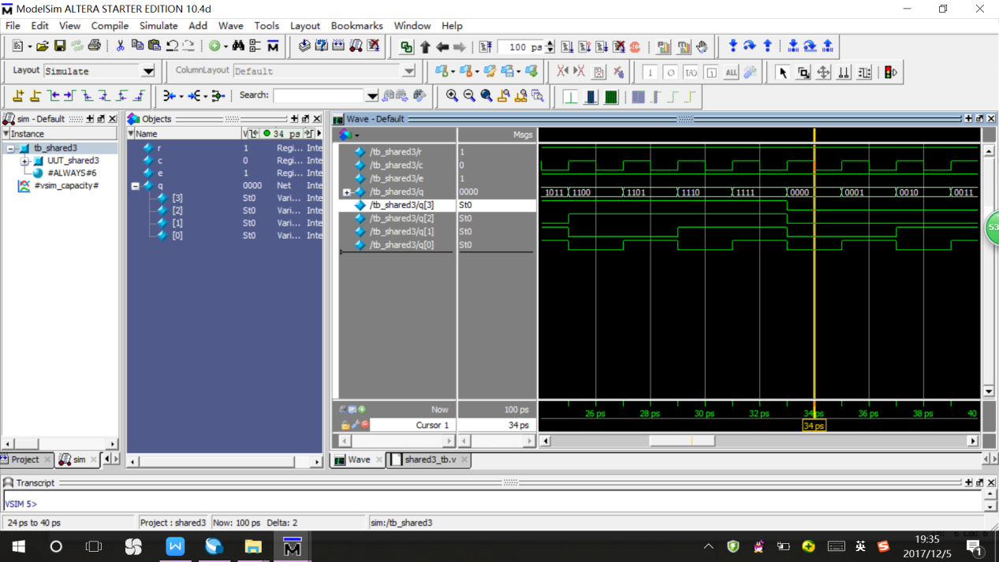 ModelSim ALTERA STARTER EDITION 10.4d
File Edit View Compile Simulate Add Wave Tools Layout Bookmarks Window Help
100 ps
Layout Simulate ColumnLayout Default
Search:
sim - Default
Instance
tb_shared3
UUT_shared3
#ALWAYS#6
#vsim_capacity#
Objects
Name 34 ps
r 1 Regi... Inte
c 0 Regi... Inte
e 1 Regi... Inte
q 0000 Net Inte
[3] St0 Vari... Inte
[2] St0 Vari... Inte
[1] St0 Vari... Inte
[0] St0 Vari... Inte
Wave - Default
Msgs
/tb_shared3/r 1
/tb_shared3/c 0
/tb_shared3/e 1
/tb_shared3/q 0000 1011 1100 1101 1110 1111 0000 0001 0010 0011
/tb_shared3/q[3] St0
/tb_shared3/q[2] St0
/tb_shared3/q[1] St0
/tb_shared3/q[0] St0
53
Now 100 ps 26 ps 28 ps 30 ps 32 ps 34 ps 36 ps 38 ps 40
Cursor 1 34 ps 34 ps
Project sim Wave shared3_tb.v
Transcript
VSIM 5>
24 ps to 40 ps Project : shared3 Now: 100 ps Delta: 2 sim:/tb_shared3
英 19:35
2017/12/5 1